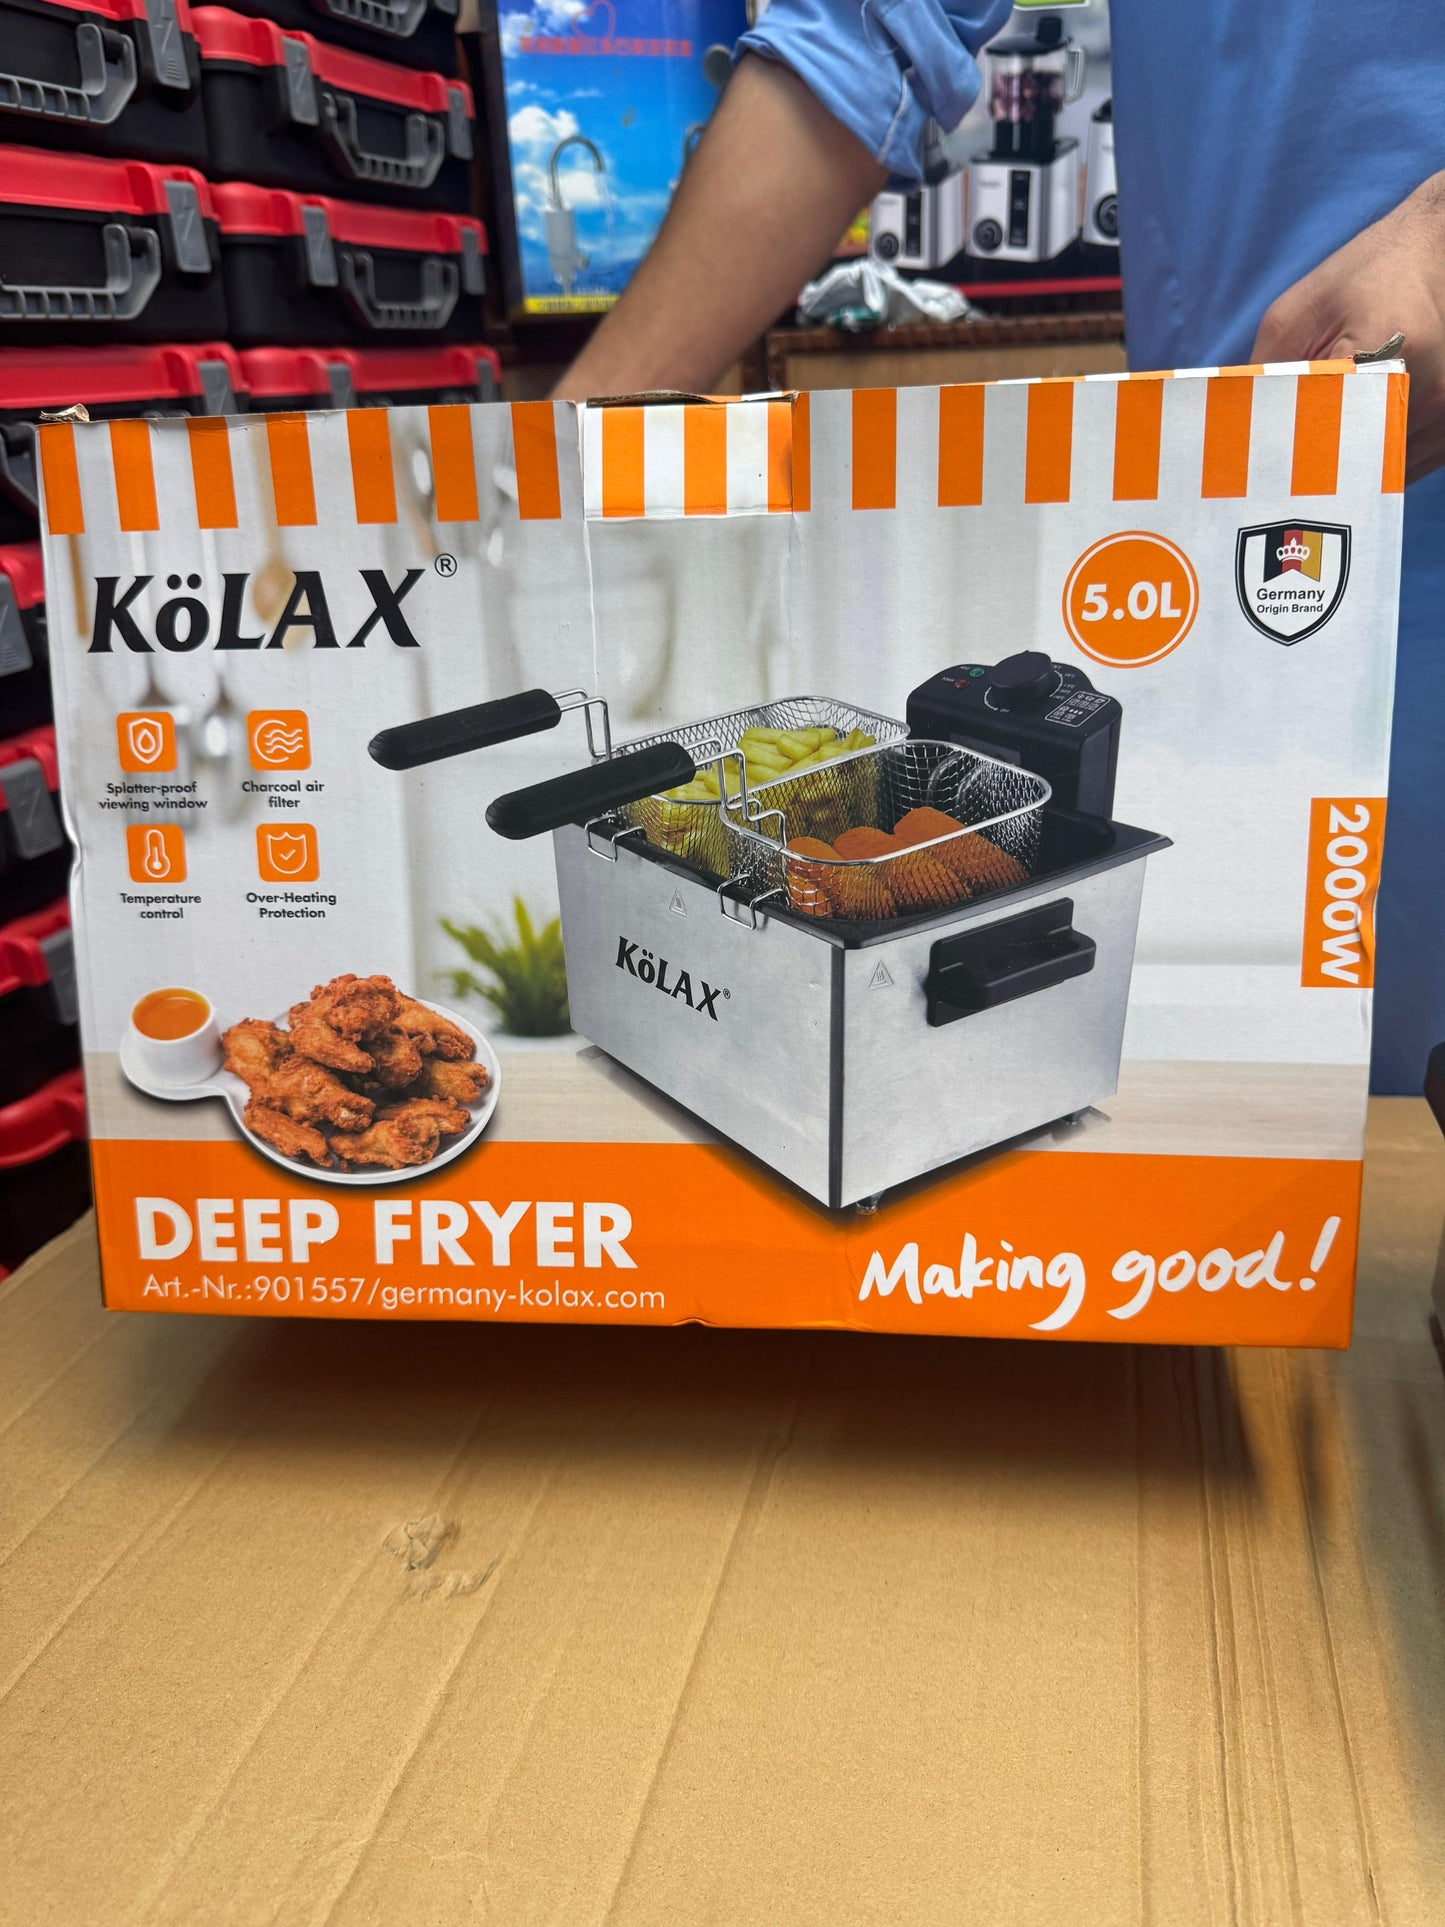 KöLAX®
5.0L
Germany
Origin Brand
Splatter-proof
viewing window
Charcoal air
filter
Temperature
control
Over-Heating
Protection
2000W
KöLAX®
DEEP FRYER
Art.-Nr.:901557/germany-kolax.com
Making good!